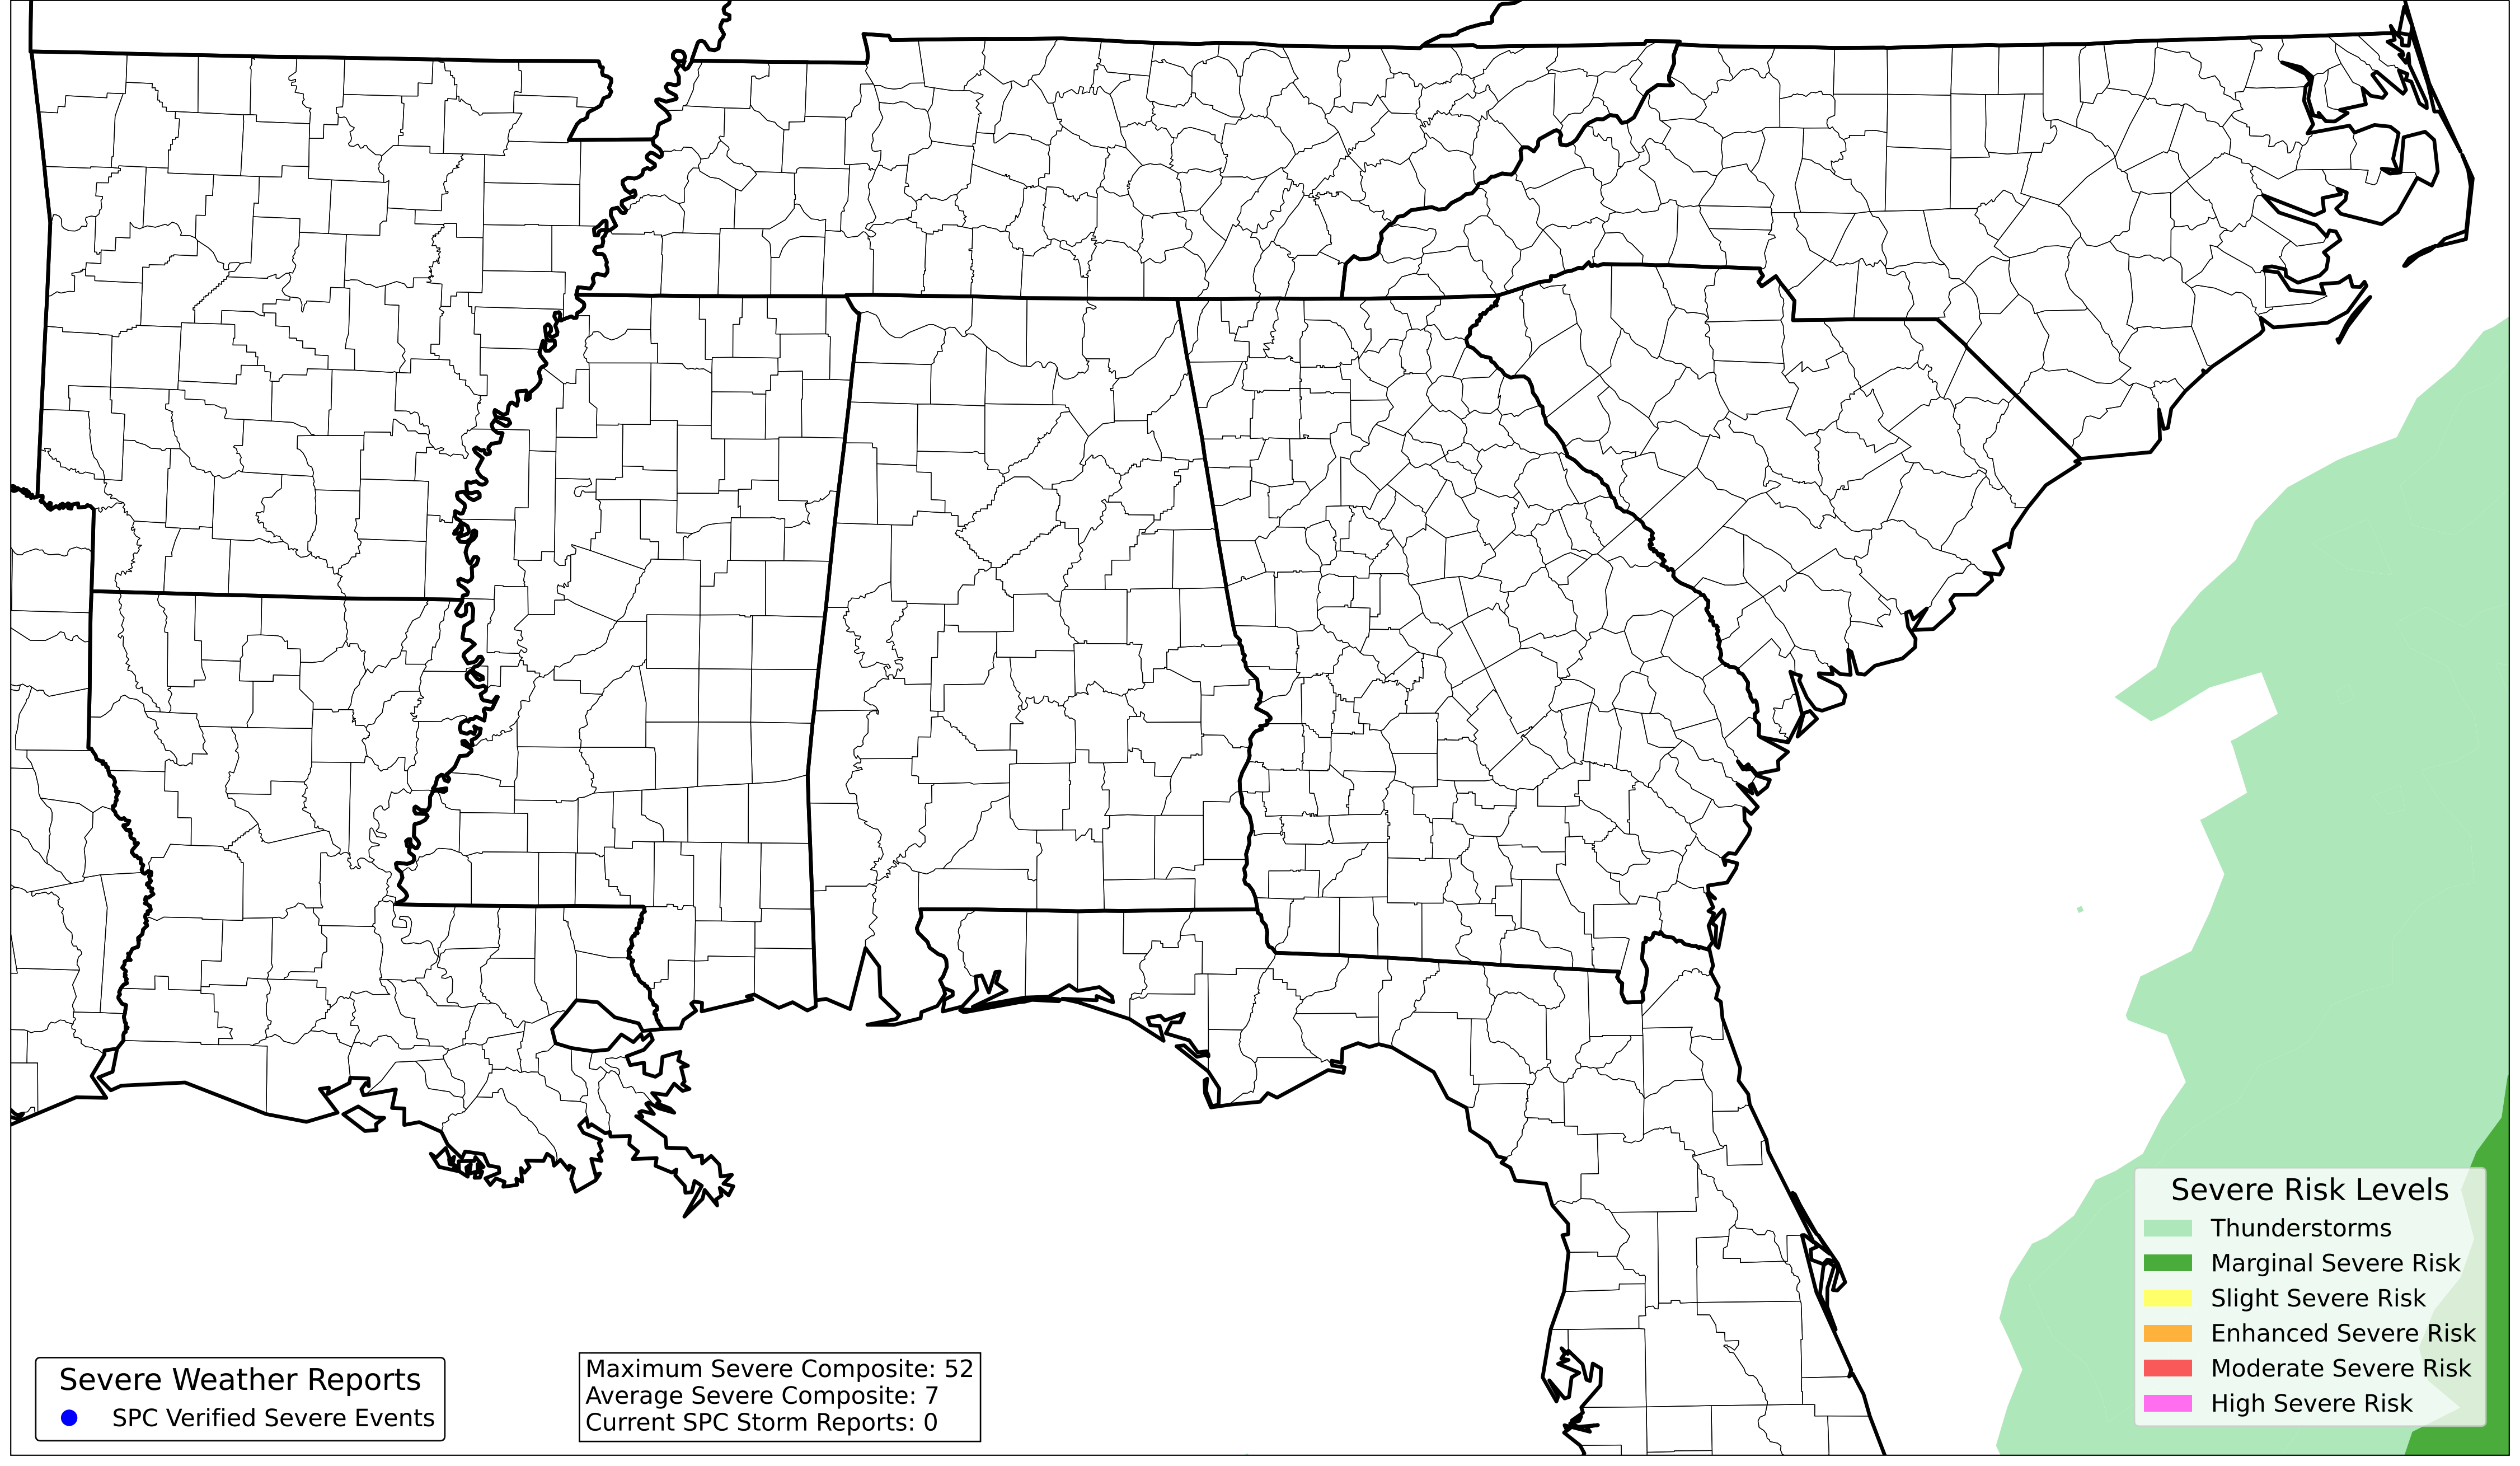 Severe Weather Reports
SPC Verified Severe Events
Maximum Severe Composite: 52
Average Severe Composite: 7
Current SPC Storm Reports: 0
Severe Risk Levels
Thunderstorms
Marginal Severe Risk
Slight Severe Risk
Enhanced Severe Risk
Moderate Severe Risk
High Severe Risk